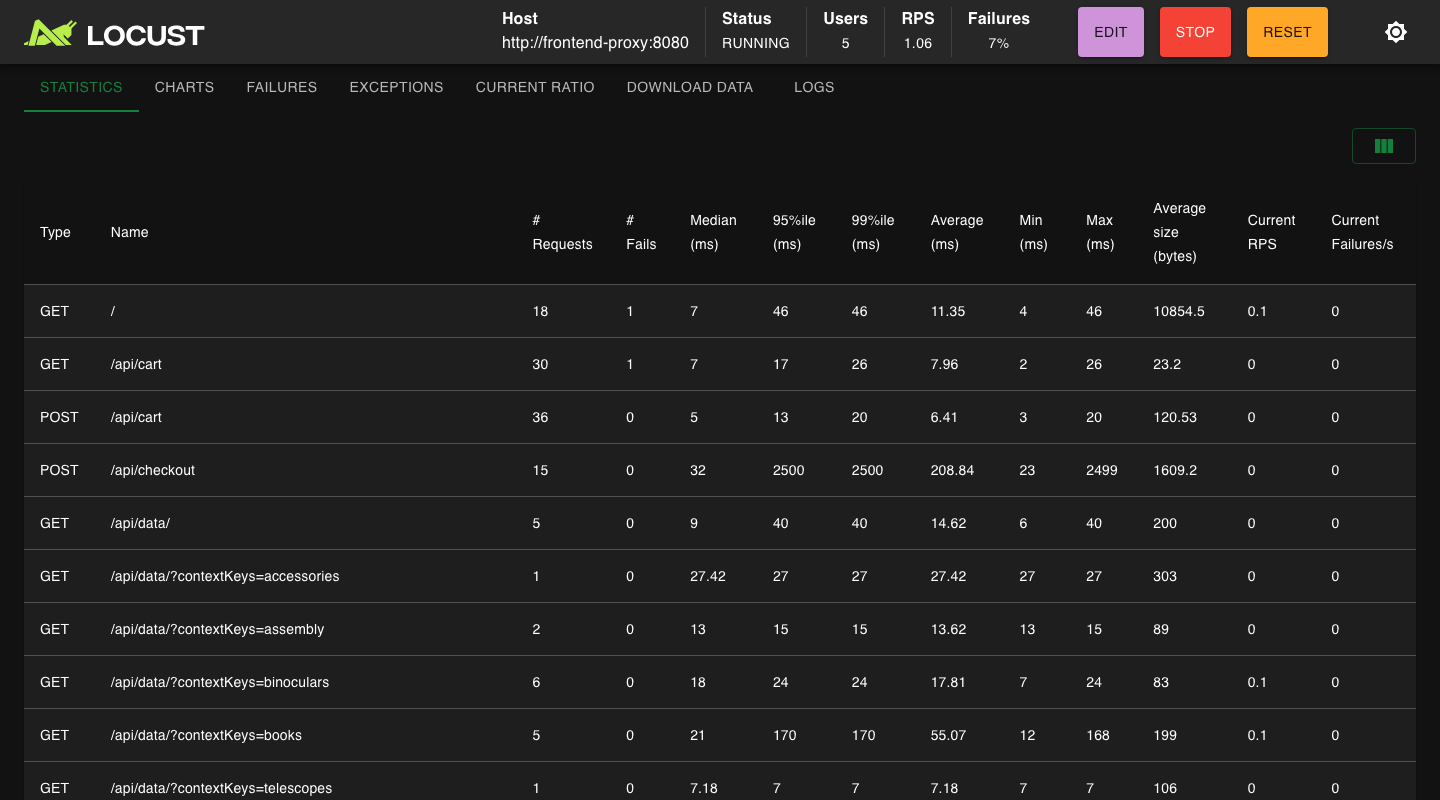 LOCUST
Host
http://frontend-proxy:8080
Status
RUNNING
Users
5
RPS
1.06
Failures
7%
EDIT
STOP
RESET
STATISTICS CHARTS FAILURES EXCEPTIONS CURRENT RATIO DOWNLOAD DATA LOGS
Type Name # Requests # Fails Median (ms) 95%ile (ms) 99%ile (ms) Average (ms) Min (ms) Max (ms) Average size (bytes) Current RPS Current Failures/s
GET / 18 1 7 46 46 11.35 4 46 10854.5 0.1 0
GET /api/cart 30 1 7 17 26 7.96 2 26 23.2 0 0
POST /api/cart 36 0 5 13 20 6.41 3 20 120.53 0 0
POST /api/checkout 15 0 32 2500 2500 208.84 23 2499 1609.2 0 0
GET /api/data/ 5 0 9 40 40 14.62 6 40 200 0 0
GET /api/data/?contextKeys=accessories 1 0 27.42 27 27 27.42 27 27 303 0 0
GET /api/data/?contextKeys=assembly 2 0 13 15 15 13.62 13 15 89 0 0
GET /api/data/?contextKeys=binoculars 6 0 18 24 24 17.81 7 24 83 0.1 0
GET /api/data/?contextKeys=books 5 0 21 170 170 55.07 12 168 199 0.1 0
GET /api/data/?contextKeys=telescopes 1 0 7.18 7 7 7.18 7 7 106 0 0